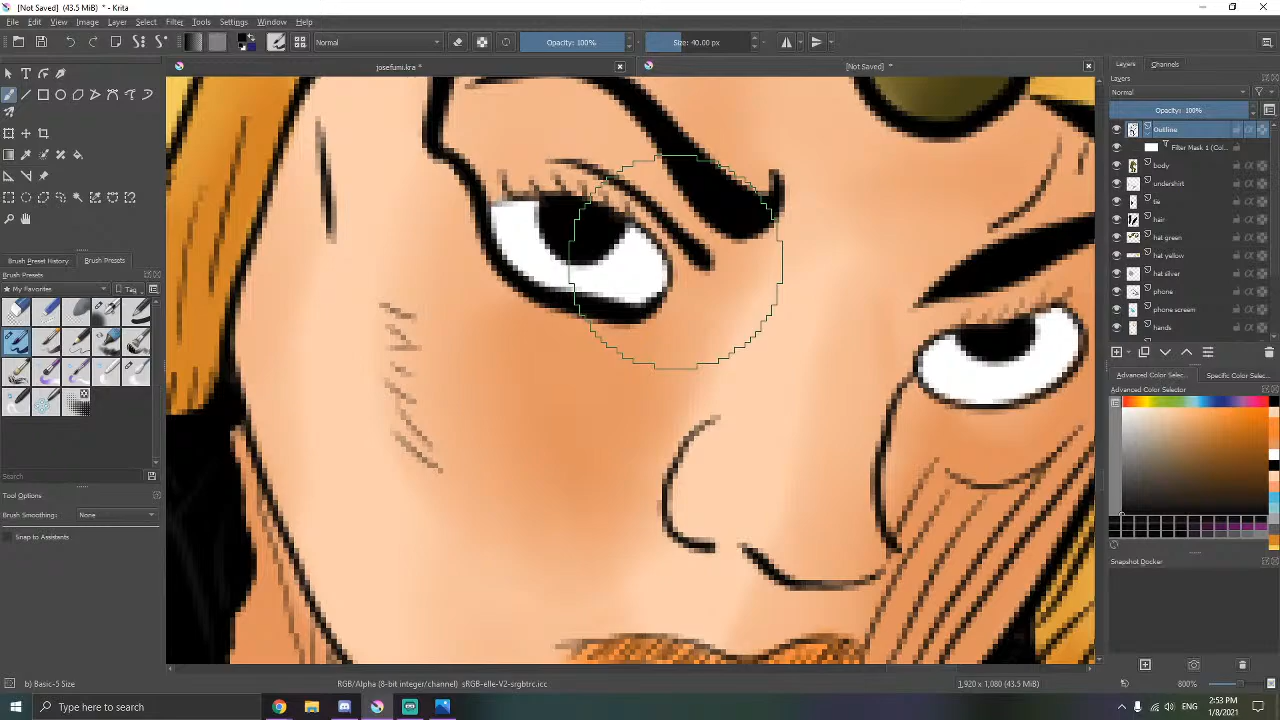 [Not Saved] (43.5 MiB) * - Krita
File Edit View Image Layer Select Filter Tools Settings Window Help
Normal
Opacity: 100%
Size: 40.00 px
josefumi.kra *
[Not Saved] *
Layers Channels
Layers
Normal
Opacity: 100%
Outline
Filter Mask 1 (Col...
body
undershirt
tie
hair
hat green
hat yellow
hat silver
phone
phone screen
hands
Brush Preset History Brush Presets
Brush Presets
My Favorites
Tag
Search
Tool Options
Brush Smoothing: None
Snap to Assistants
Advanced Color Selec... Specific Color Selec...
Advanced Color Selector
Snapshot Docker
b) Basic-5 Size
RGB/Alpha (8-bit integer/channel) sRGB-elle-V2-srgbtrc.icc
1,920 x 1,080 (43.5 MiB)
800%
Type here to search
ENG
2:53 PM
1/8/2021